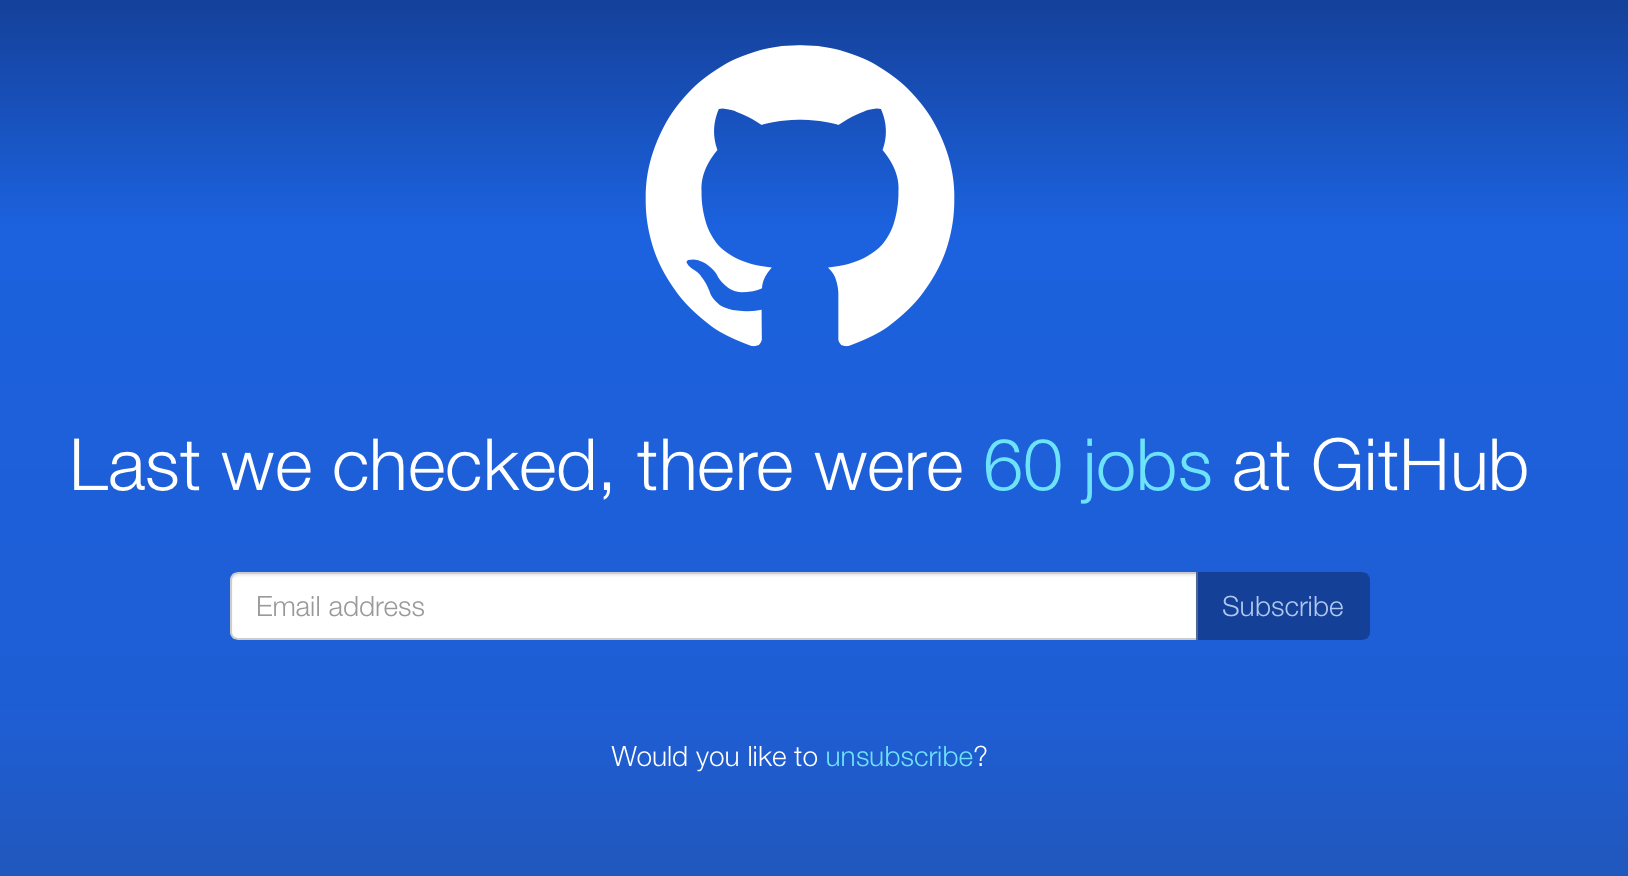 Last we checked, there were 60 jobs at GitHub
Email address
Subscribe
Would you like to unsubscribe?